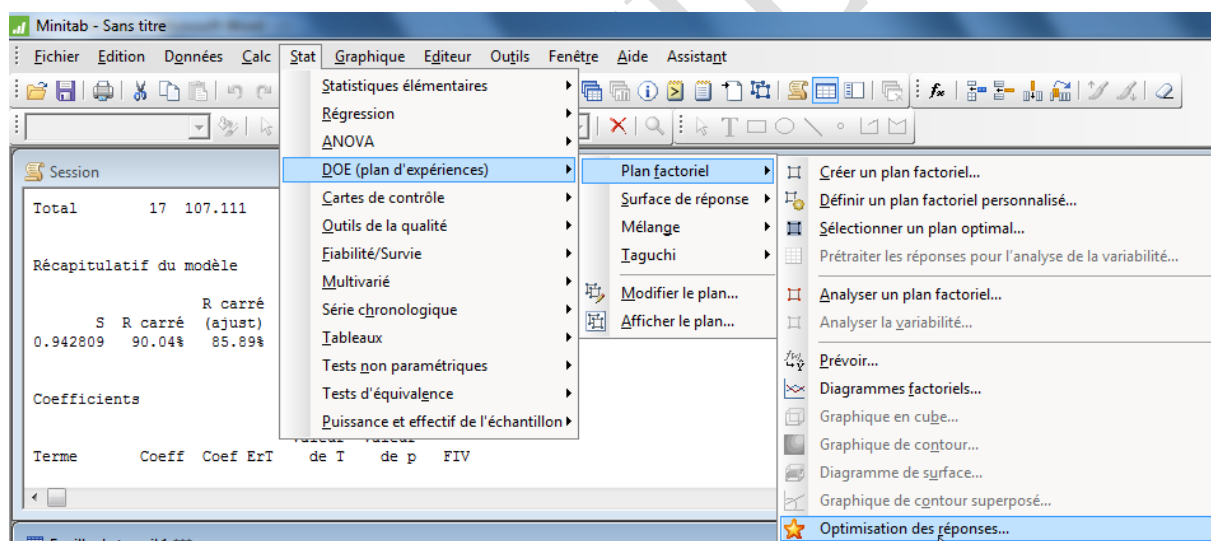 Minitab - Sans titre
Fichier Edition Données Calc Stat Graphique Editeur Outils Fenêtre Aide Assistant
Session
Total 17 107.111
Récapitulatif du modèle
R carré
S R carré (ajust)
0.942809 90.04% 85.89%
Coefficients
Terme Coeff Coef ErT de T de p FIV
Statistiques élémentaires
Régression
ANOVA
DOE (plan d'expériences)
Cartes de contrôle
Outils de la qualité
Fiabilité/Survie
Multivarié
Série chronologique
Tableaux
Tests non paramétriques
Tests d'équivalence
Puissance et effectif de l'échantillon
Plan factoriel
Surface de réponse
Mélange
Taguchi
Modifier le plan...
Afficher le plan...
Créer un plan factoriel...
Définir un plan factoriel personnalisé...
Sélectionner un plan optimal...
Prétraiter les réponses pour l'analyse de la variabilité...
Analyser un plan factoriel...
Analyser la variabilité...
Prévoir...
Diagrammes factoriels...
Graphique en cube...
Graphique de contour...
Diagramme de surface...
Graphique de contour superposé...
Optimisation des réponses...